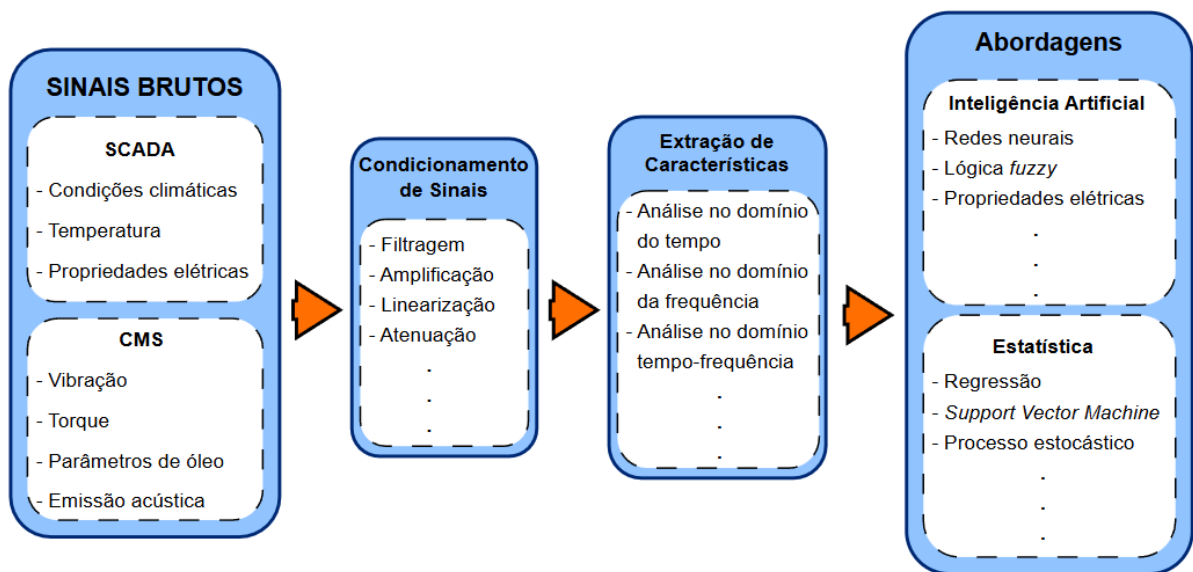 SINAIS BRUTOS
SCADA
- Condições climáticas
- Temperatura
- Propriedades elétricas
CMS
- Vibração
- Torque
- Parâmetros de óleo
- Emissão acústica
Condicionamento
de Sinais
- Filtragem
- Amplificação
- Linearização
- Atenuação
.
.
.
Extração de
Características
- Análise no domínio
do tempo
- Análise no domínio
da frequência
- Análise no domínio
tempo-frequência
.
.
.
Abordagens
Inteligência Artificial
- Redes neurais
- Lógica fuzzy
- Propriedades elétricas
.
.
.
Estatística
- Regressão
- Support Vector Machine
- Processo estocástico
.
.
.